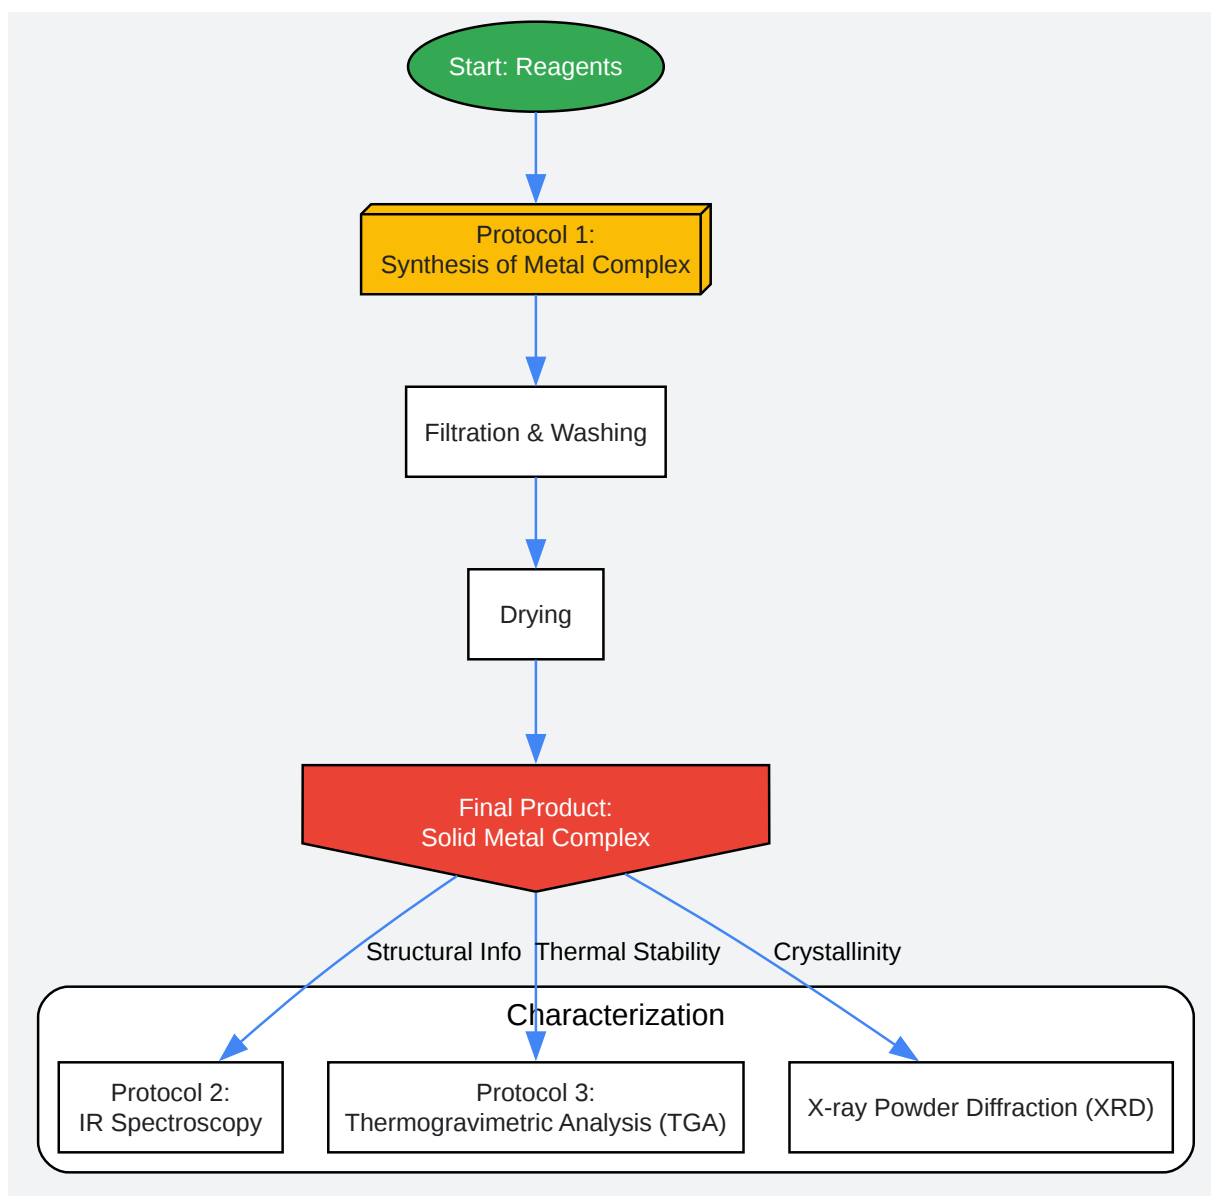 Start: Reagents
Protocol 1:
Synthesis of Metal Complex
Filtration & Washing
Drying
Final Product:
Solid Metal Complex
Structural Info
Thermal Stability
Crystallinity
Characterization
Protocol 2:
IR Spectroscopy
Protocol 3:
Thermogravimetric Analysis (TGA)
X-ray Powder Diffraction (XRD)